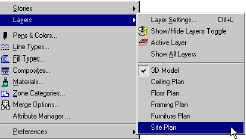 Stories
Layers
Pens & Colors...
Line Types...
Fill Types...
Composites...
Materials...
Zone Categories...
Merge Options...
Attribute Manager...
Preferences
Layer Settings... Ctrl+L
Show/Hide Layers Toggle
Active Layer
Show All Layers
3D Model
Ceiling Plan
Floor Plan
Framing Plan
Furniture Plan
Site Plan